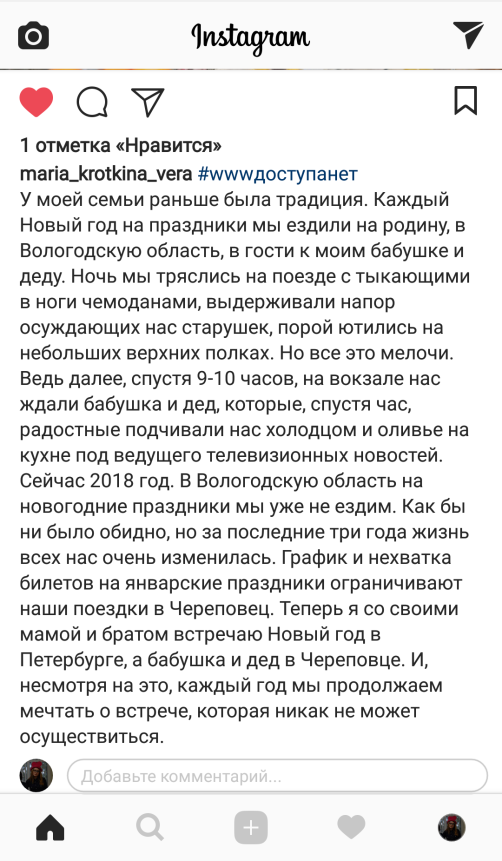 Instagram
1 отметка «Нравится»
maria_krotkina_vera #wwwдоступанет
У моей семьи раньше была традиция. Каждый
Новый год на праздники мы ездили на родину, в
Вологодскую область, в гости к моим бабушке и
деду. Ночь мы тряслись на поезде с тыкающими
в ноги чемоданами, выдерживали напор
осуждающих нас старушек, порой ютились на
небольших верхних полках. Но все это мелочи.
Ведь далее, спустя 9-10 часов, на вокзале нас
ждали бабушка и дед, которые, спустя час,
радостные подчивали нас холодцом и оливье на
кухне под ведущего телевизионных новостей.
Сейчас 2018 год. В Вологодскую область на
новогодние праздники мы уже не ездим. Как бы
ни было обидно, но за последние три года жизнь
всех нас очень изменилась. График и нехватка
билетов на январские праздники ограничивают
наши поездки в Череповец. Теперь я со своими
мамой и братом встречаю Новый год в
Петербурге, а бабушка и дед в Череповце. И,
несмотря на это, каждый год мы продолжаем
мечтать о встрече, которая никак не может
осуществиться.
Добавьте комментарий...